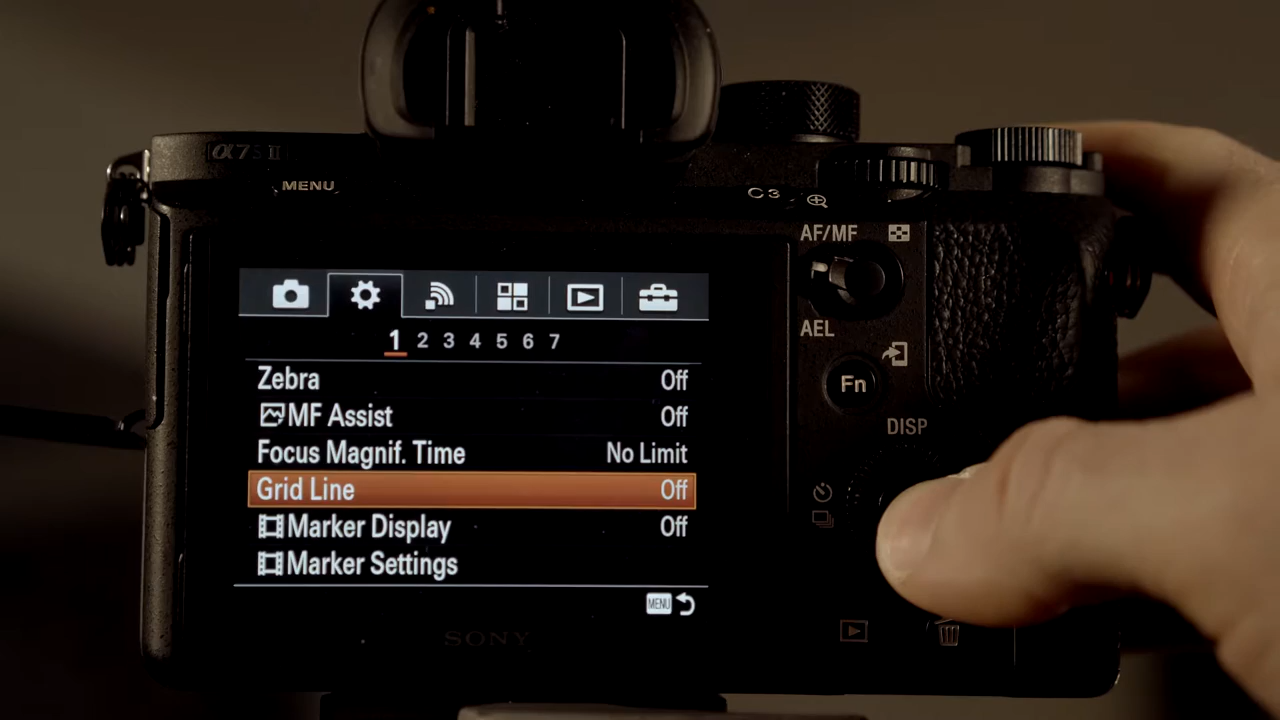 α7S II
MENU
C3
AF/MF
AEL
Fn
DISP
1 2 3 4 5 6 7
Zebra Off
MF Assist Off
Focus Magnif. Time No Limit
Grid Line Off
Marker Display Off
Marker Settings
MENU
SONY